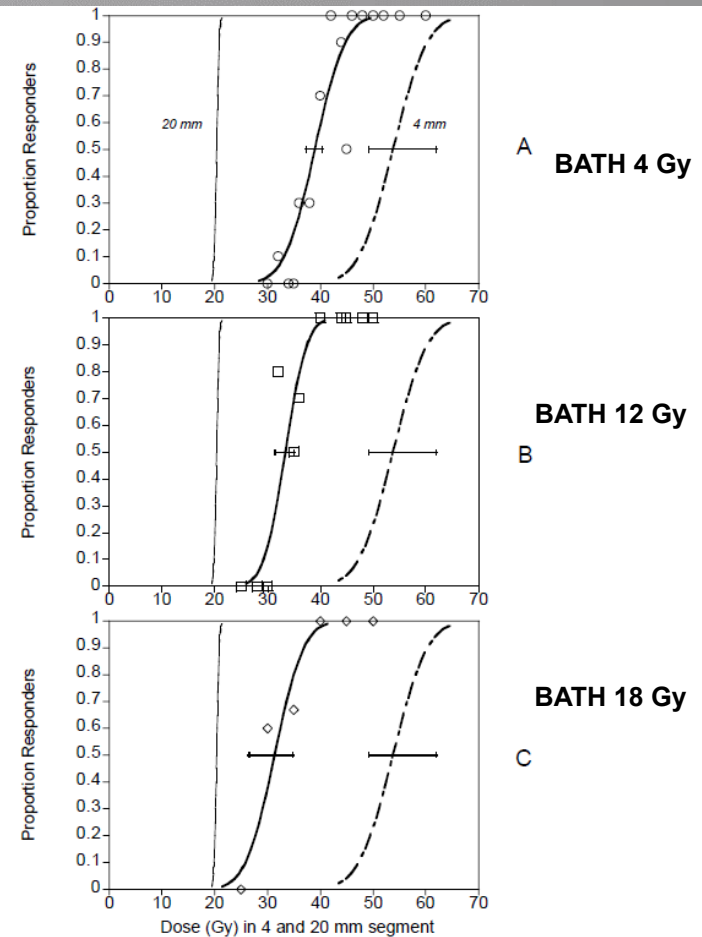 1
0.9
0.8
0.7
0.6
0.5
0.4
0.3
0.2
0.1
0
Proportion Responders
20 mm
4 mm
A
BATH 4 Gy
0 10 20 30 40 50 60 70
1
0.9
0.8
0.7
0.6
0.5
0.4
0.3
0.2
0.1
0
Proportion Responders
BATH 12 Gy
B
0 10 20 30 40 50 60 70
1
0.9
0.8
0.7
0.6
0.5
0.4
0.3
0.2
0.1
0
Proportion Responders
BATH 18 Gy
C
0 10 20 30 40 50 60 70
Dose (Gy) in 4 and 20 mm segment